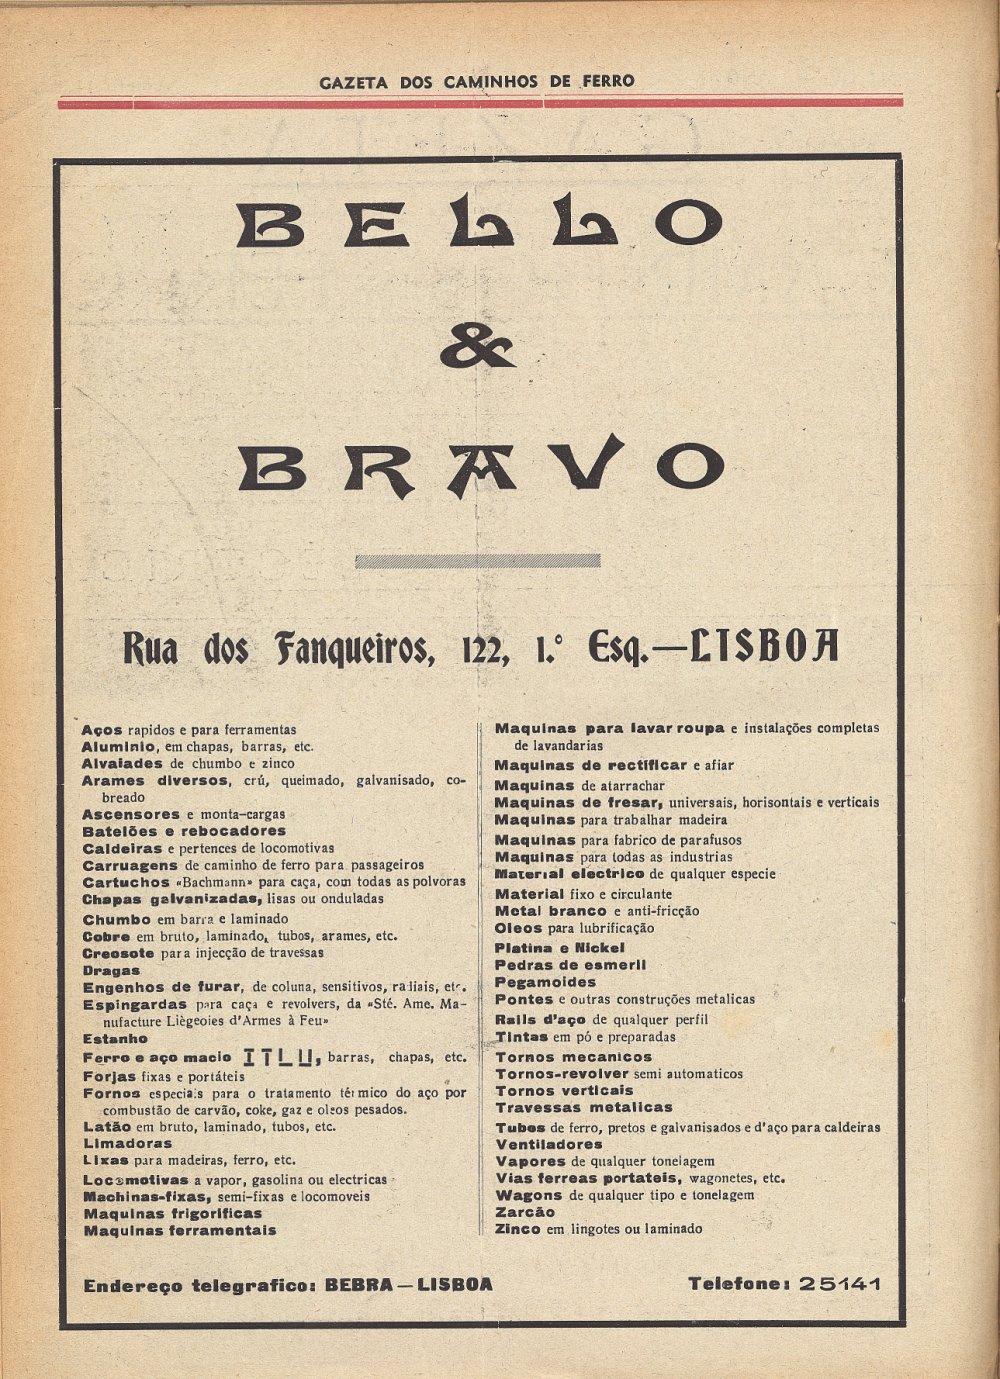 GAZETA DOS CAMINHOS DE FERRO
BELLO
&
BRAVO
Rua dos Fanqueiros, 122, 1.º Esq.—LISBOA
Aços rapidos e para ferramentas
Aluminio, em chapas, barras, etc.
Alvaiades de chumbo e zinco
Arames diversos, crú, queimado, galvanisado, co-
breado
Ascensores e monta-cargas
Batelões e rebocadores
Caldeiras e pertences de locomotivas
Carruagens de caminho de ferro para passageiros
Cartuchos «Bachmann» para caça, com todas as polvoras
Chapas galvanizadas, lisas ou onduladas
Chumbo em barra e laminado
Cobre em bruto, laminado, tubos, arames, etc.
Creosote para injecção de travessas
Dragas
Engenhos de furar, de coluna, sensitivos, radiais, etc.
Espingardas para caça e revolvers, da «Sté. Ame. Ma-
nufacture Liègeoies d'Armes à Feu»
Estanho
Ferro e aço macio I T L U, barras, chapas, etc.
Forjas fixas e portáteis
Fornos especiais para o tratamento térmico do aço por
combustão de carvão, coke, gaz e oleos pesados.
Latão em bruto, laminado, tubos, etc.
Limadoras
Lixas para madeiras, ferro, etc.
Locomotivas a vapor, gasolina ou electricas
Machinas-fixas, semi-fixas e locomoveis
Maquinas frigorificas
Maquinas ferramentais
Maquinas para lavar roupa e instalações completas
de lavandarias
Maquinas de rectificar e afiar
Maquinas de atarrachar
Maquinas de fresar, universais, horisontais e verticais
Maquinas para trabalhar madeira
Maquinas para fabrico de parafusos
Maquinas para todas as industrias
Material electrico de qualquer especie
Material fixo e circulante
Metal branco e anti-fricção
Oleos para lubrificação
Platina e Nickel
Pedras de esmeril
Pegamoides
Pontes e outras construções metalicas
Rails d'aço de qualquer perfil
Tintas em pó e preparadas
Tornos mecanicos
Tornos-revolver semi automaticos
Tornos verticais
Travessas metalicas
Tubos de ferro, pretos e galvanisados e d'aço para caldeiras
Ventiladores
Vapores de qualquer tonelagem
Vias ferreas portateis, wagonetes, etc.
Wagons de qualquer tipo e tonelagem
Zarcão
Zinco em lingotes ou laminado
Endereço telegrafico: BEBRA—LISBOA
Telefone: 25141